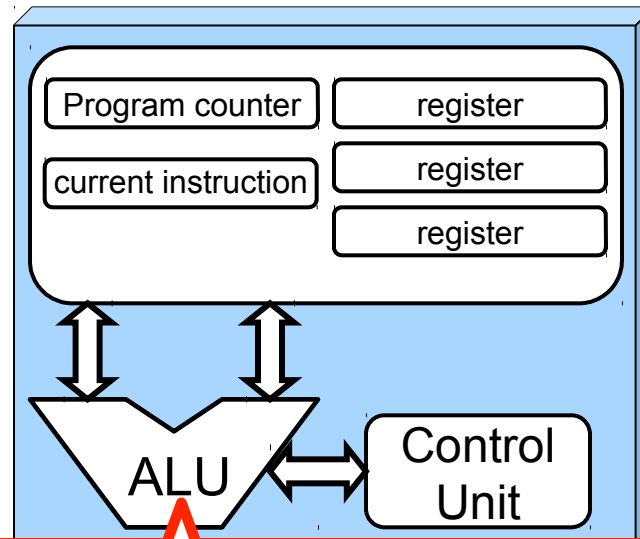 Program counter
current instruction
register
register
register
ALU
Control
Unit